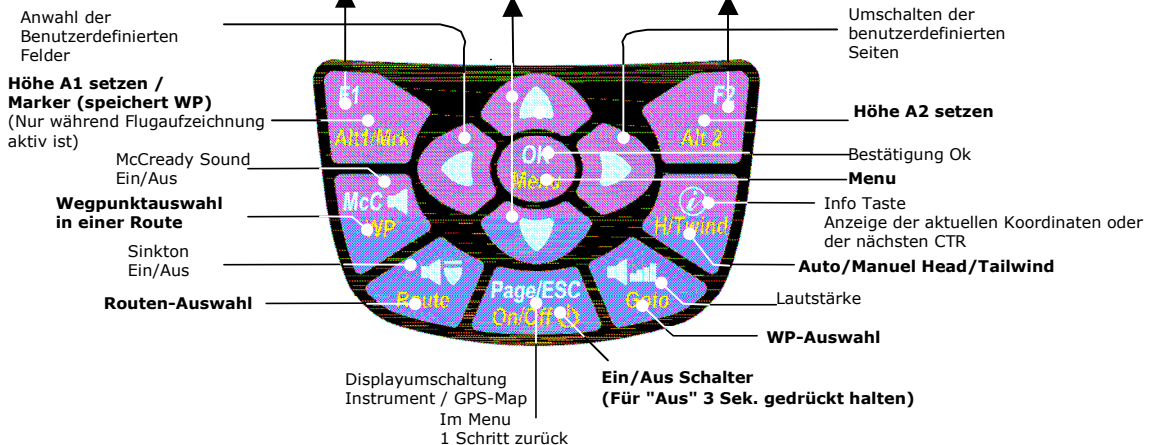 Anwahl der
Benutzerdefinierten
Felder
Umschalten der
benutzerdefinierten
Seiten
Höhe A1 setzen /
Marker (speichert WP)
(Nur während Flugaufzeichnung
aktiv ist)
Höhe A2 setzen
McCready Sound
Ein/Aus
Bestätigung Ok
Menu
Wegpunktauswahl
in einer Route
Info Taste
Anzeige der aktuellen Koordinaten oder
der nächsten CTR
Sinkton
Ein/Aus
Auto/Manuel Head/Tailwind
Routen-Auswahl
Lautstärke
WP-Auswahl
Displayumschaltung
Instrument / GPS-Map
Im Menu
1 Schritt zurück
Ein/Aus Schalter
(Für "Aus" 3 Sek. gedrückt halten)
F1
Alt1/Mrk
F2
Alt 2
OK
Menu
McC
WP
i
H/Twind
Route
Page/ESC
On/Off
Goto